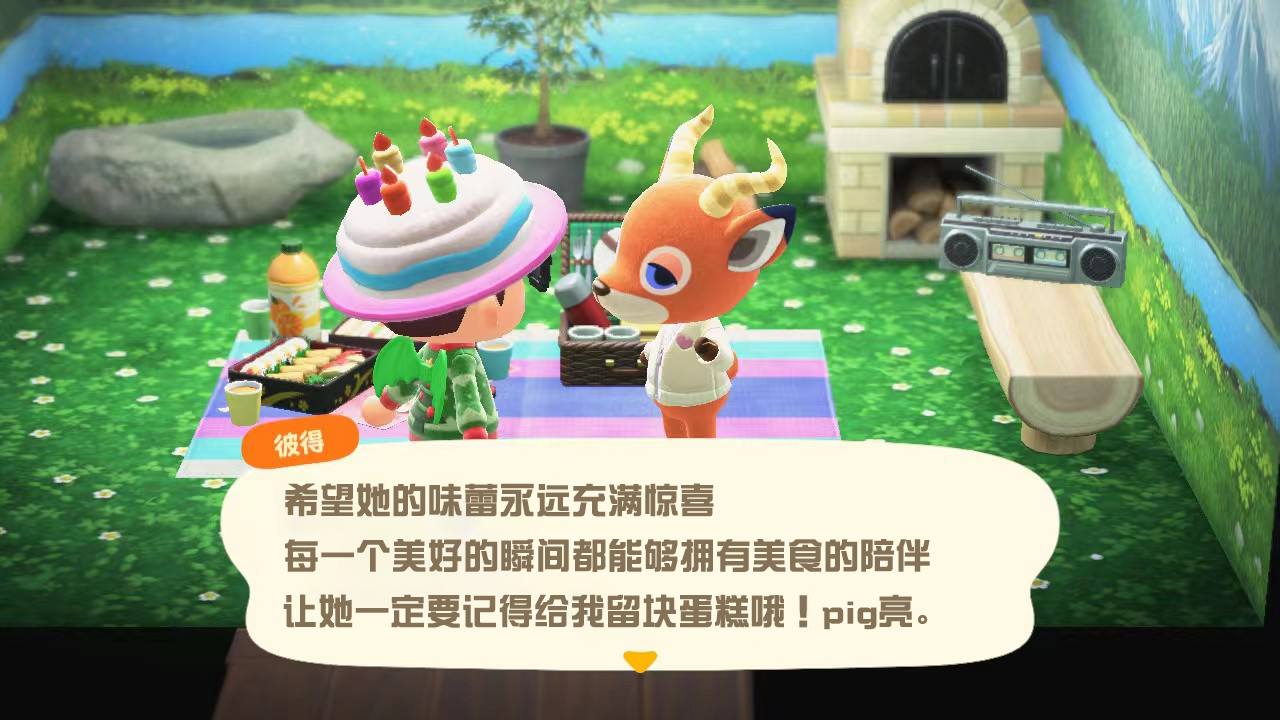 彼得
希望她的味蕾永远充满惊喜
每一个美好的瞬间都能够拥有美食的陪伴
让她一定要记得给我留块蛋糕哦！pig亮。